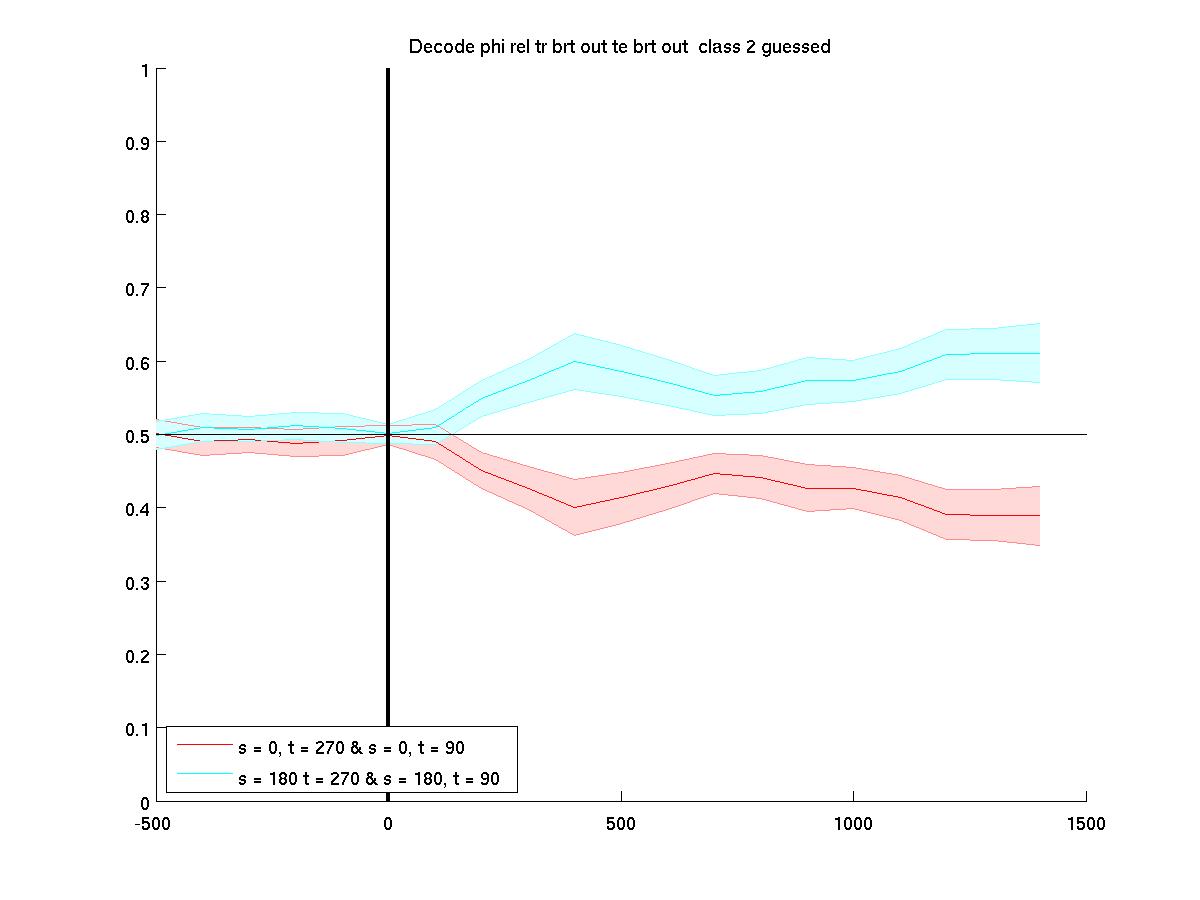 Decode phi rel tr brt out te brt out  class 2 guessed
1
0.9
0.8
0.7
0.6
0.5
0.4
0.3
0.2
0.1
0
s = 0, t = 270 & s = 0, t = 90
s = 180 t = 270 & s = 180, t = 90
-500 0 500 1000 1500